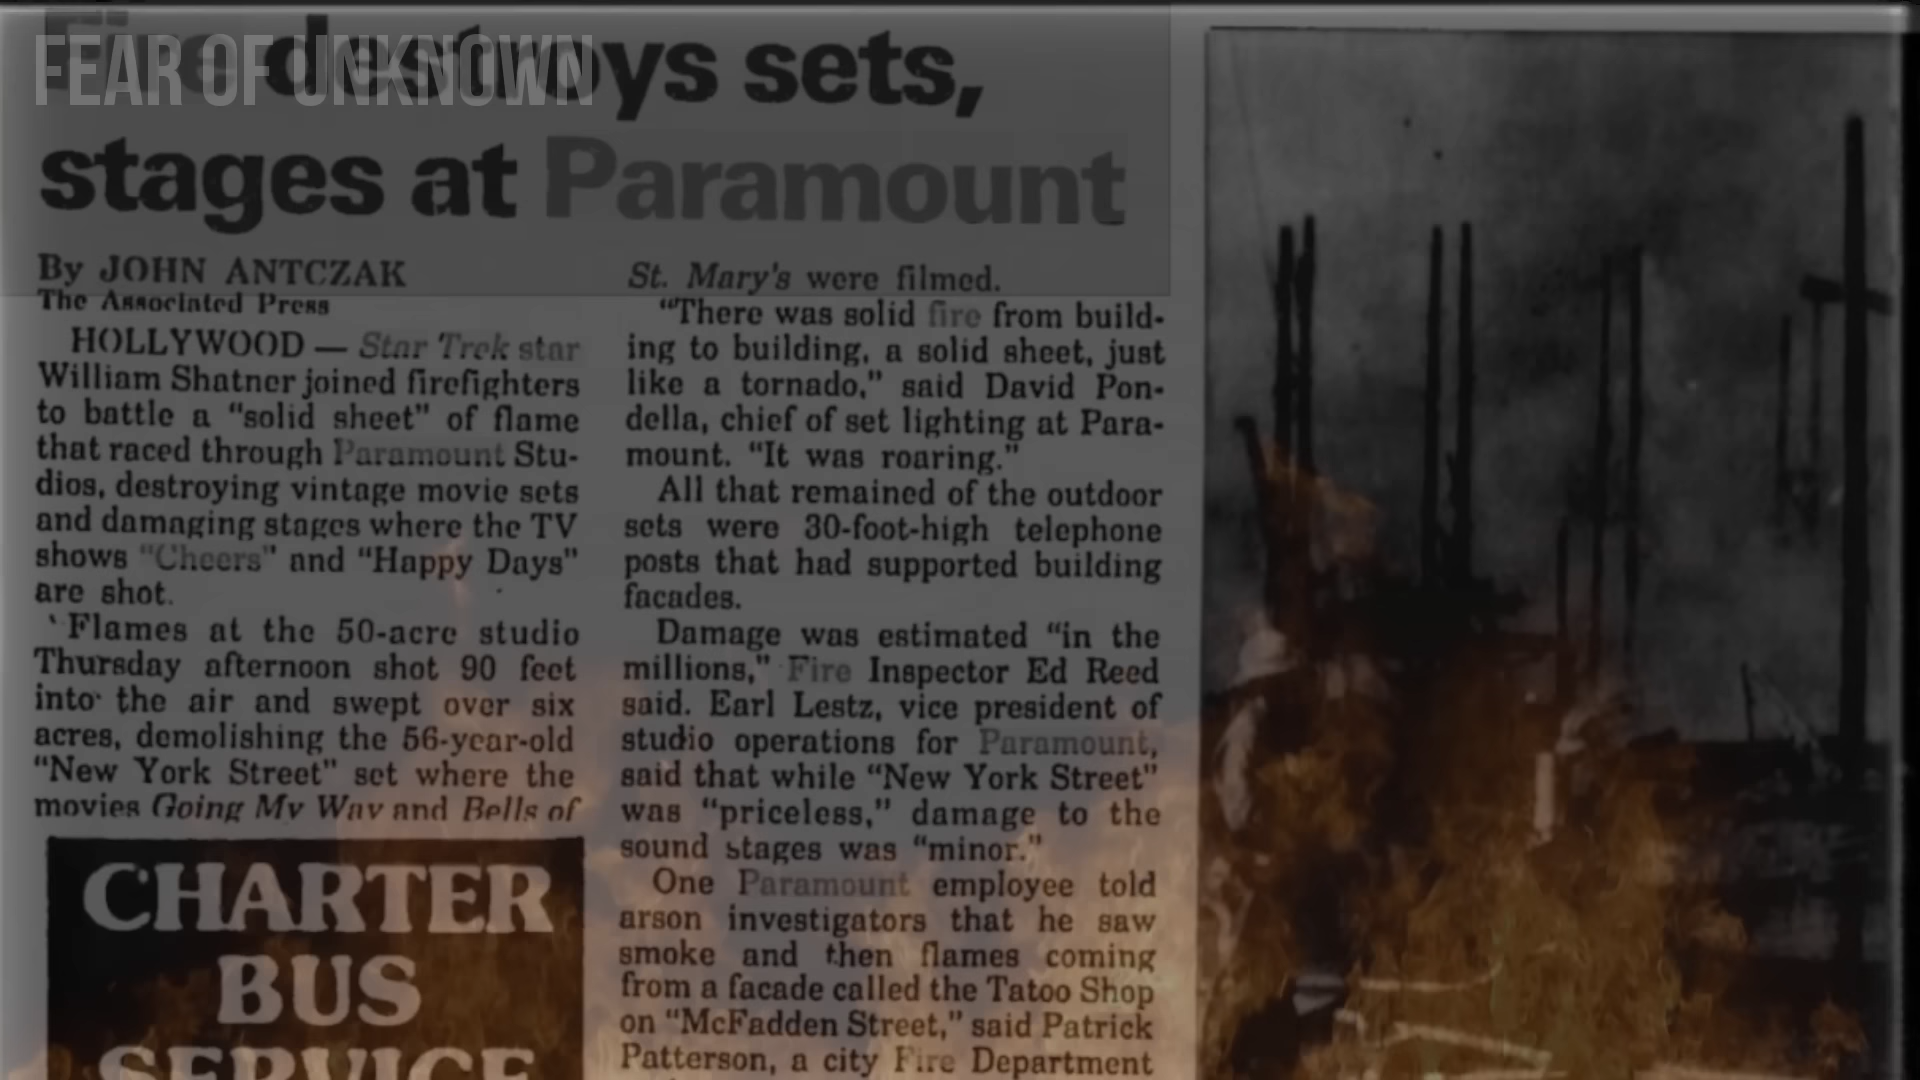 FEAR OF UNKNOWN
Fire destroys sets,
stages at Paramount
By JOHN ANTCZAK
The Associated Press
HOLLYWOOD — Star Trek star
William Shatner joined firefighters
to battle a “solid sheet” of flame
that raced through Paramount Stu-
dios, destroying vintage movie sets
and damaging stages where the TV
shows "Cheers" and “Happy Days”
are shot.
Flames at the 50-acre studio
Thursday afternoon shot 90 feet
into the air and swept over six
acres, demolishing the 56-year-old
“New York Street” set where the
movies Going My Way and Bells of
CHARTER
BUS
SERVICE
St. Mary's were filmed.
“There was solid fire from build-
ing to building, a solid sheet, just
like a tornado,” said David Pon-
della, chief of set lighting at Para-
mount. “It was roaring.”
All that remained of the outdoor
sets were 30-foot-high telephone
posts that had supported building
facades.
Damage was estimated “in the
millions,” Fire Inspector Ed Reed
said. Earl Lestz, vice president of
studio operations for Paramount,
said that while “New York Street”
was “priceless,” damage to the
sound stages was “minor.”
One Paramount employee told
arson investigators that he saw
smoke and then flames coming
from a facade called the Tatoo Shop
on “McFadden Street,” said Patrick
Patterson, a city Fire Department